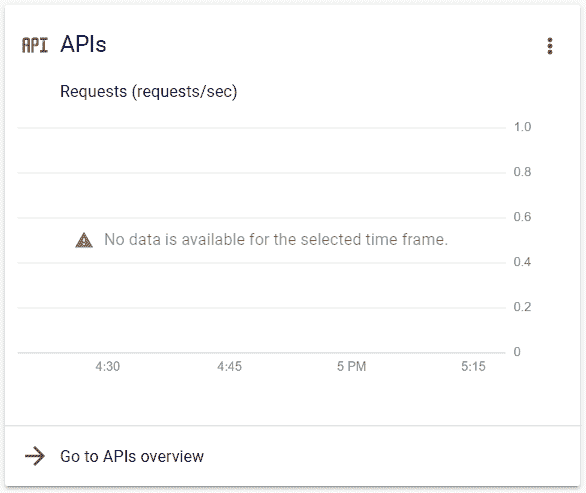 API APIs
Requests (requests/sec)
1.0
0.8
0.6
No data is available for the selected time frame.
0.4
0.2
0
4:30 4:45 5 PM 5:15
Go to APIs overview